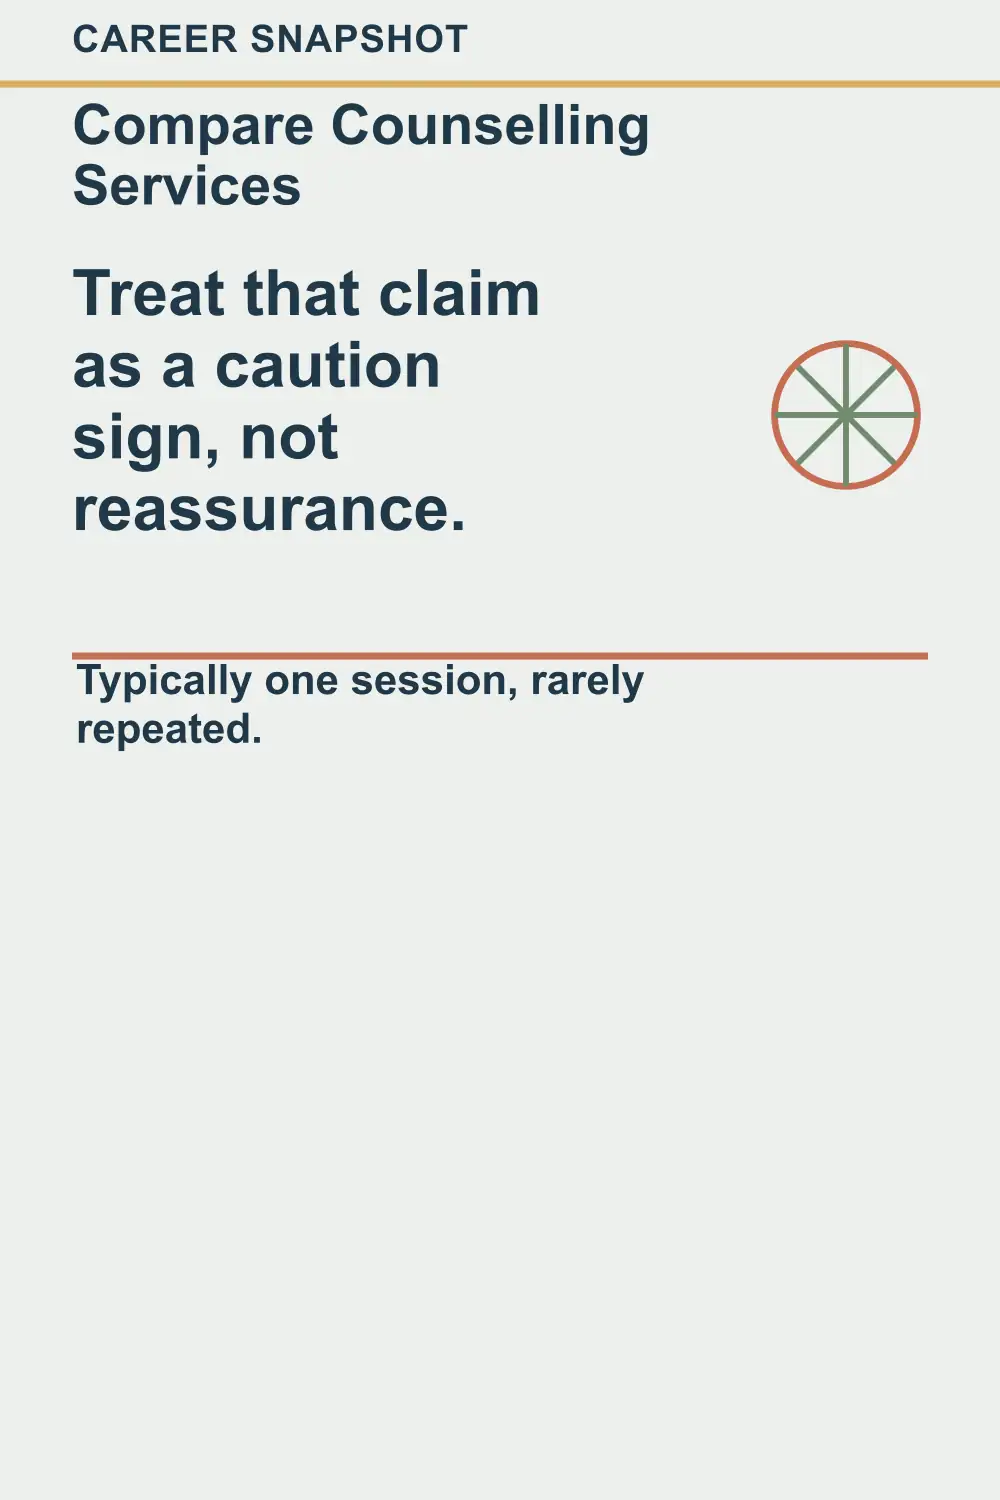 CAREER SNAPSHOT
Compare Counselling
Services
Treat that claim
as a caution
sign, not
reassurance.
Typically one session, rarely
repeated.